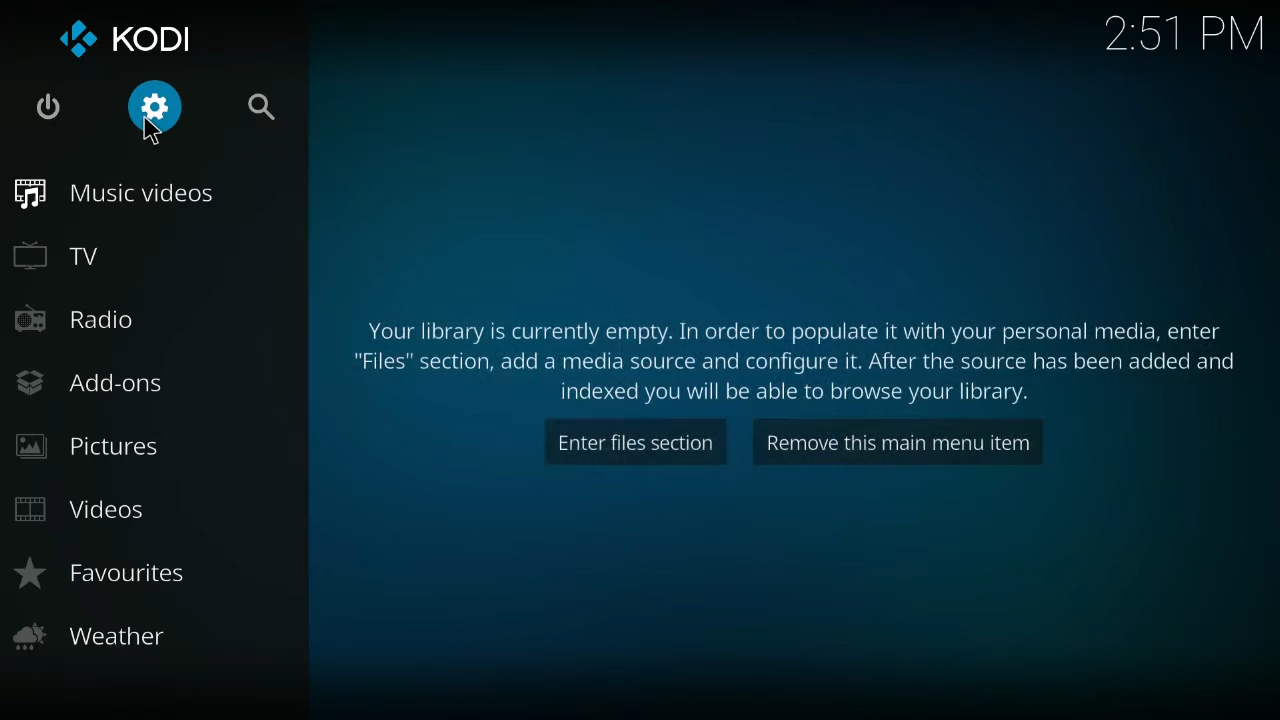 KODI
2:51 PM
Music videos
TV
Radio
Add-ons
Pictures
Videos
Favourites
Weather
Your library is currently empty. In order to populate it with your personal media, enter
"Files" section, add a media source and configure it. After the source has been added and
indexed you will be able to browse your library.
Enter files section
Remove this main menu item